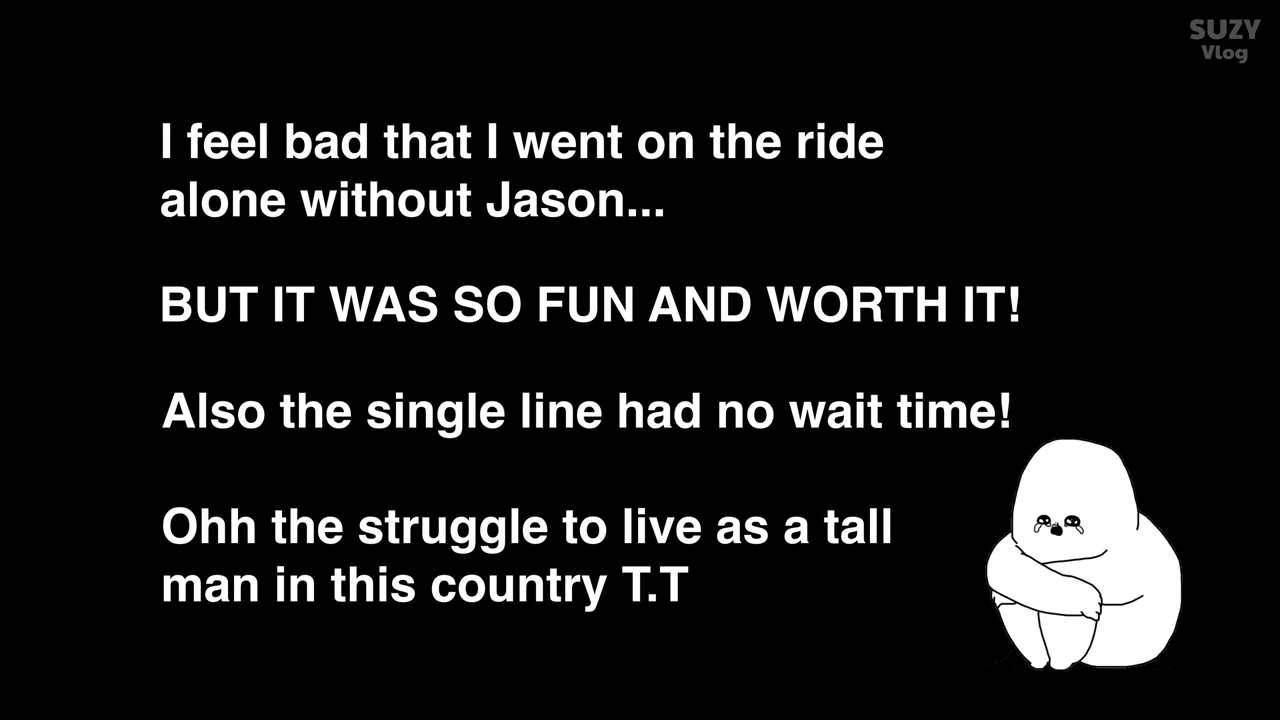 SUZY
Vlog
I feel bad that I went on the ride
alone without Jason...
BUT IT WAS SO FUN AND WORTH IT!
Also the single line had no wait time!
Ohh the struggle to live as a tall
man in this country T.T